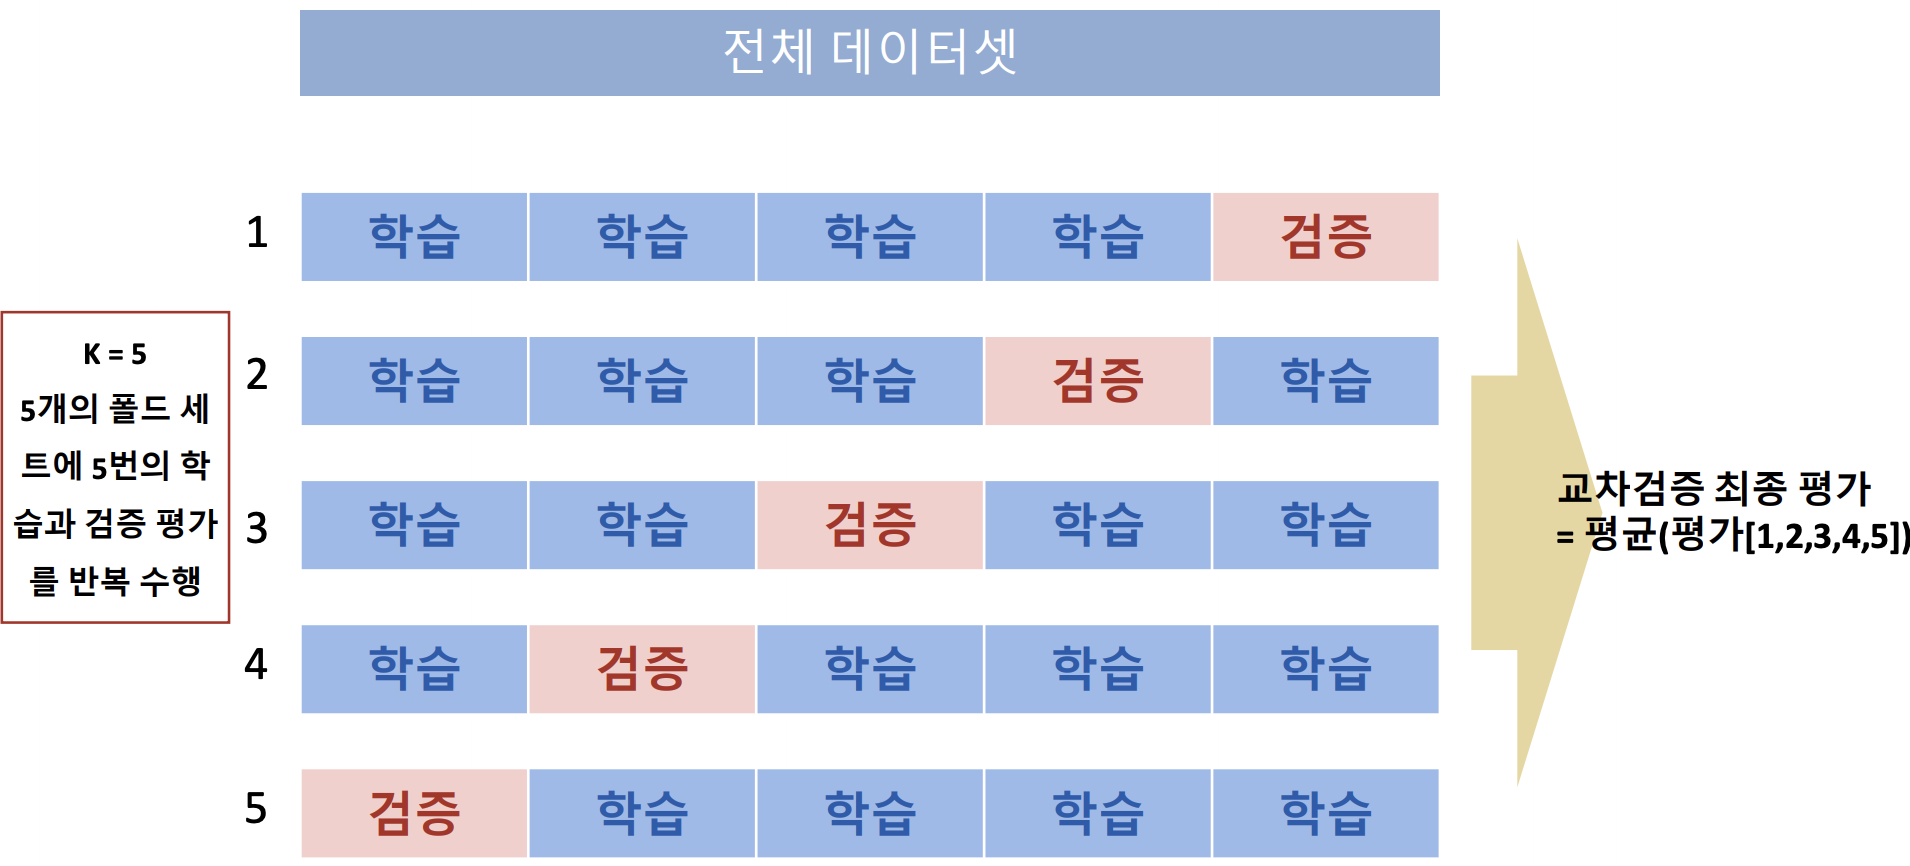 전체 데이터셋
1 학습 학습 학습 학습 검증
K = 5
5개의 폴드 세
트에 5번의 학
습과 검증 평가
를 반복 수행
2 학습 학습 학습 검증 학습
3 학습 학습 검증 학습 학습
4 학습 검증 학습 학습 학습
5 검증 학습 학습 학습 학습
교차검증 최종 평가
= 평균(평가[1,2,3,4,5])